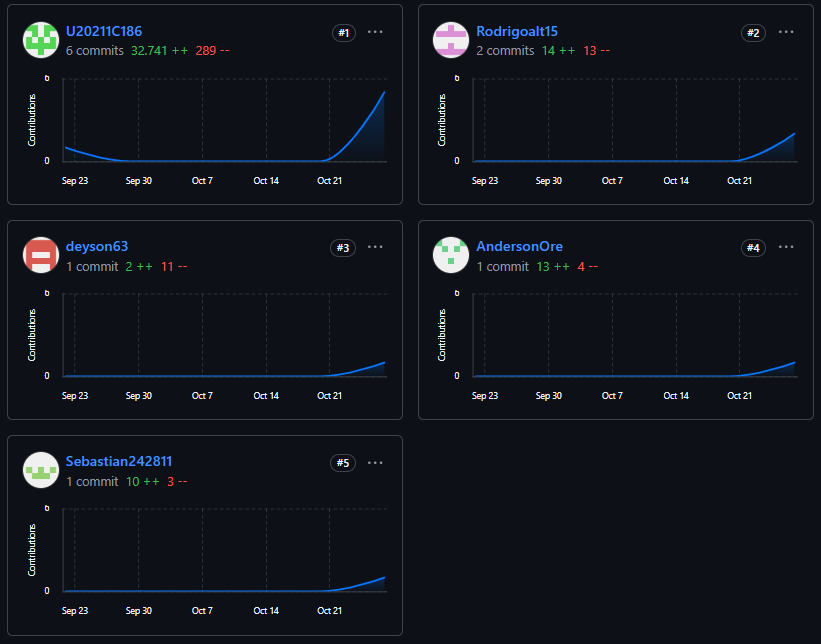 U20211C186
#1
6 commits 32.741 ++ 289 --
6
Contributions
0
Sep 23 Sep 30 Oct 7 Oct 14 Oct 21
Rodrigoalt15
#2
2 commits 14 ++ 13 --
6
Contributions
0
Sep 23 Sep 30 Oct 7 Oct 14 Oct 21
deyson63
#3
1 commit 2 ++ 11 --
6
Contributions
0
Sep 23 Sep 30 Oct 7 Oct 14 Oct 21
AndersonOre
#4
1 commit 13 ++ 4 --
6
Contributions
0
Sep 23 Sep 30 Oct 7 Oct 14 Oct 21
Sebastian242811
#5
1 commit 10 ++ 3 --
6
Contributions
0
Sep 23 Sep 30 Oct 7 Oct 14 Oct 21